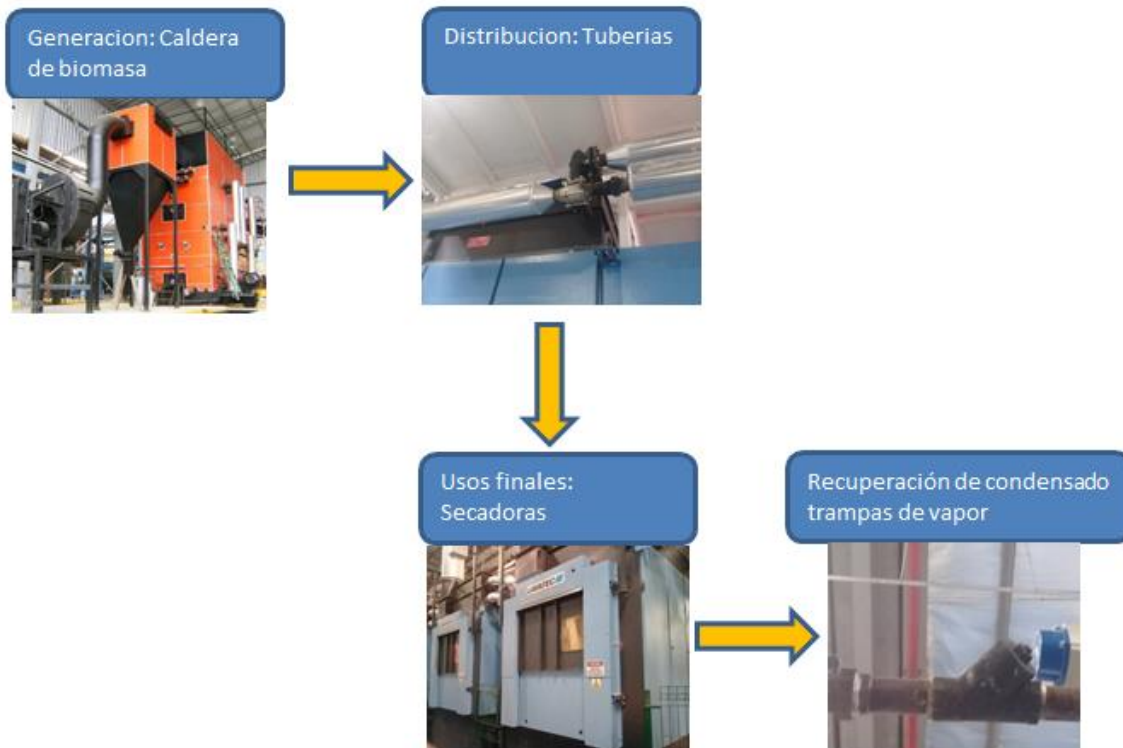 Generacion: Caldera
de biomasa
Distribucion: Tuberias
Usos finales:
Secadoras
Recuperación de condensado
trampas de vapor